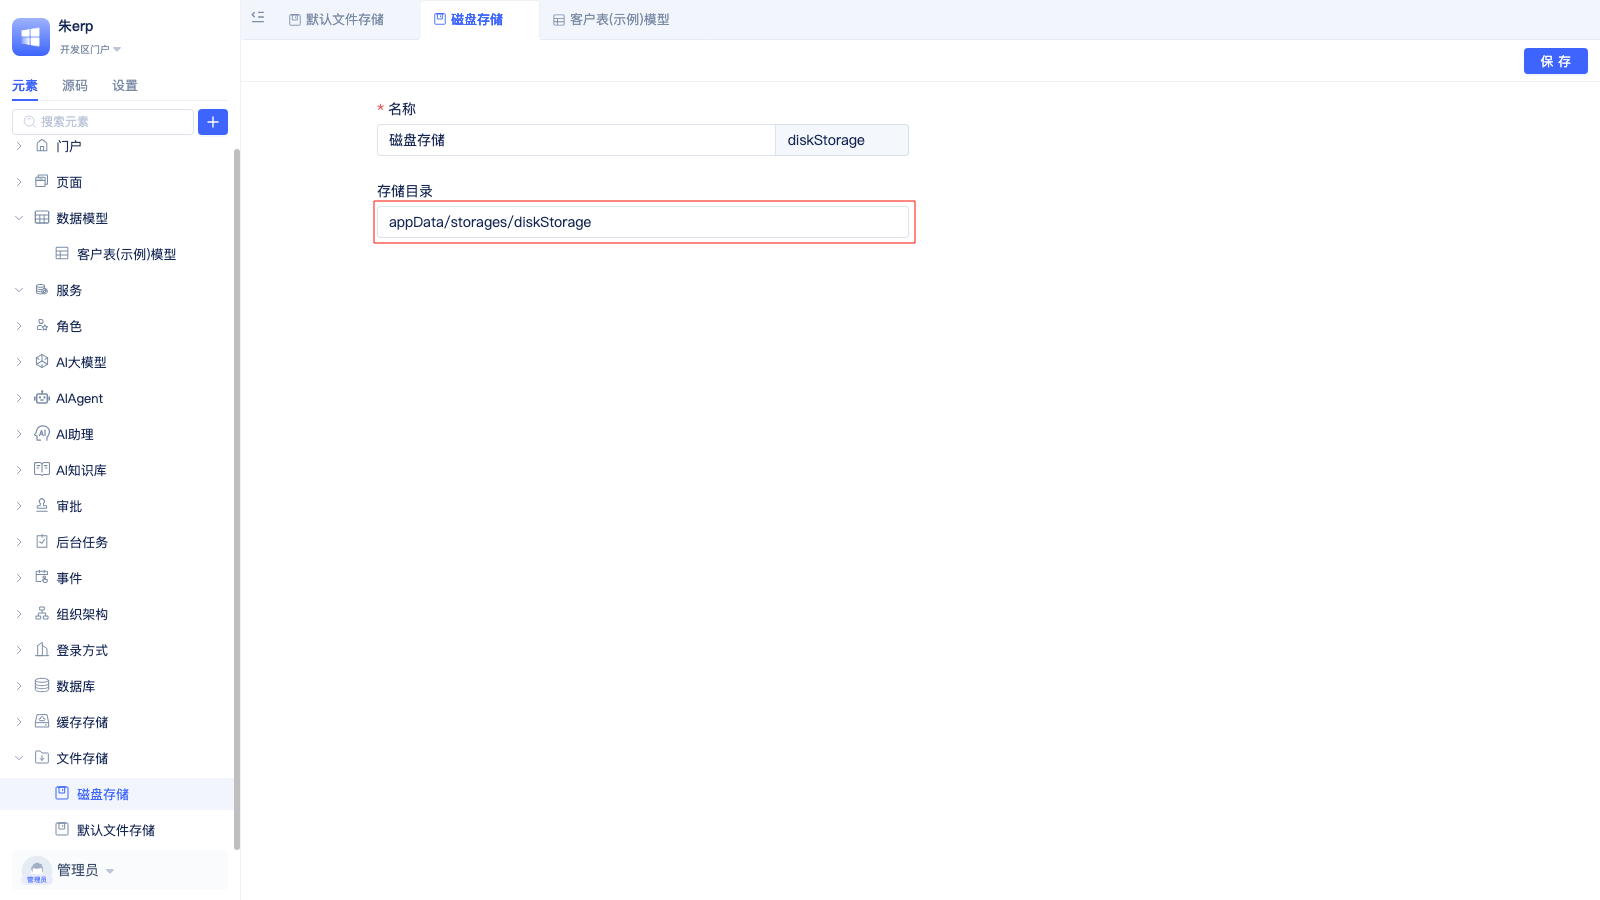 朱erp
开发区门户
元素 源码 设置
搜索元素
门户
页面
数据模型
客户表(示例)模型
服务
角色
AI大模型
AIAgent
AI助理
AI知识库
审批
后台任务
事件
组织架构
登录方式
数据库
缓存存储
文件存储
磁盘存储
默认文件存储
管理员
管理员
默认文件存储 磁盘存储 客户表(示例)模型
保 存
* 名称
磁盘存储 diskStorage
存储目录
appData/storages/diskStorage